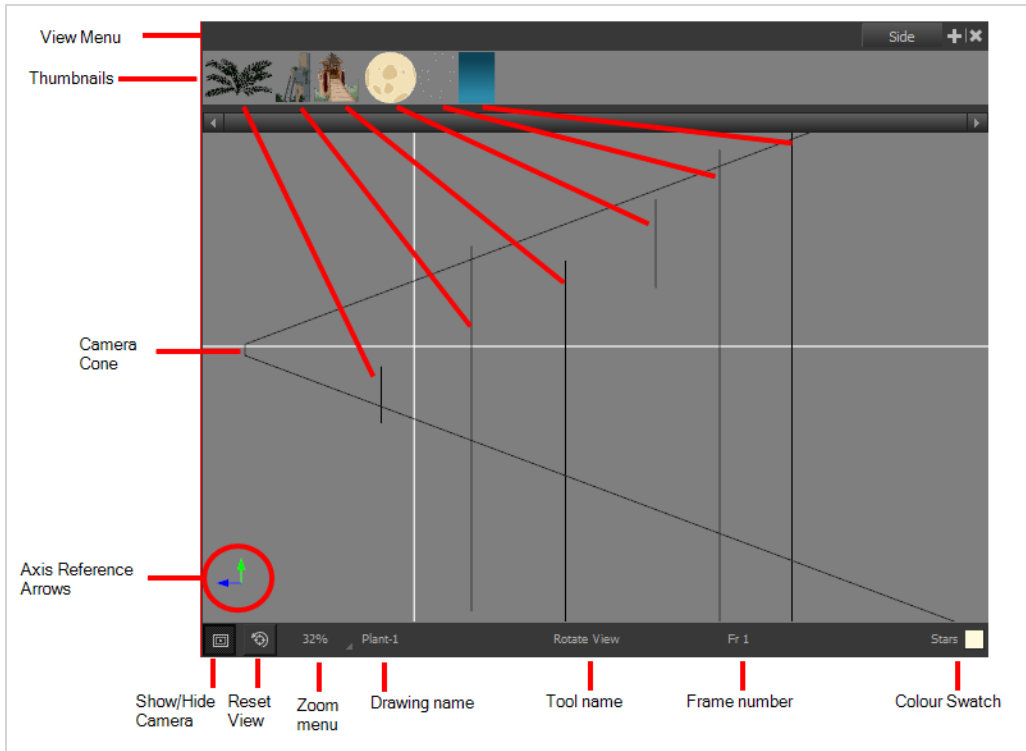 View Menu
Side
Thumbnails
Camera
Cone
Axis Reference
Arrows
32%
Plant-1
Rotate View
Fr 1
Stars
Show/Hide
Camera
Reset
View
Zoom
menu
Drawing name
Tool name
Frame number
Colour Swatch